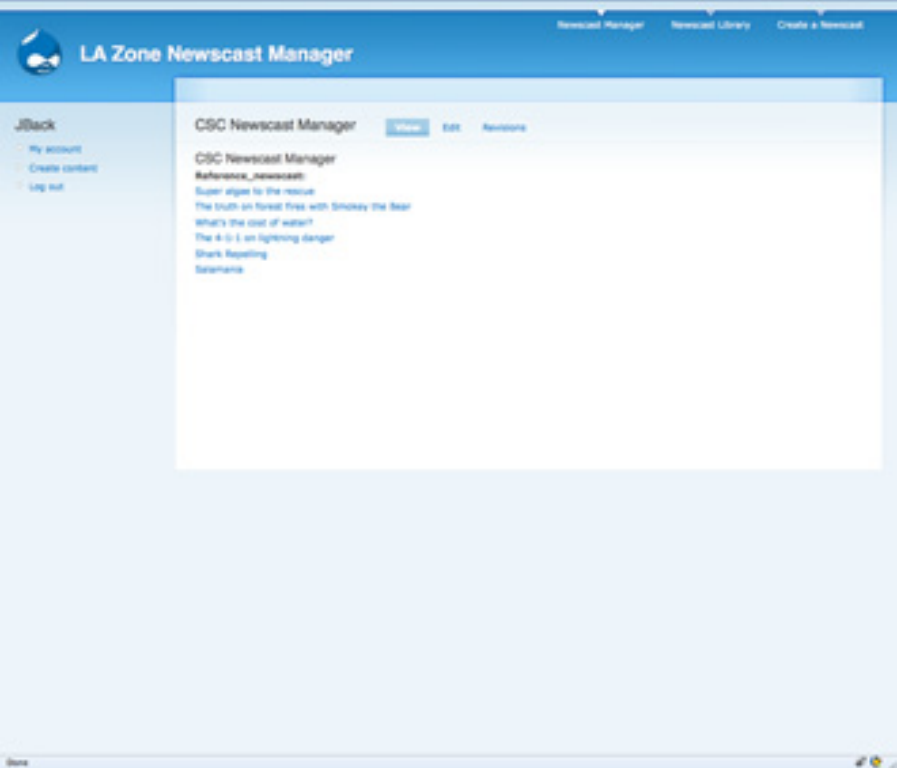 Newscast Manager Newscast Library Create a Newscast
LA Zone Newscast Manager
JBack
My account
Create content
Log out
CSC Newscast Manager View Edit Revisions
CSC Newscast Manager
Reference_newscast:
Super algae to the rescue
The truth on forest fires with Smokey the Bear
What's the cost of water?
The 4-1-1 on lightning danger
Shark Repelling
Salamania
Done